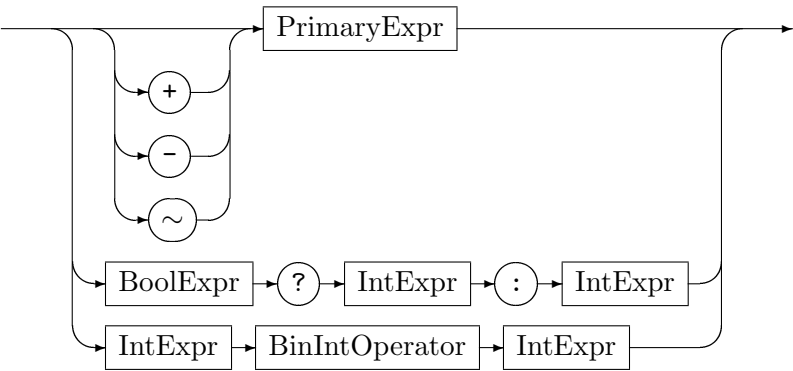 PrimaryExpr
+
-
~
BoolExpr ? IntExpr : IntExpr
IntExpr BinIntOperator IntExpr